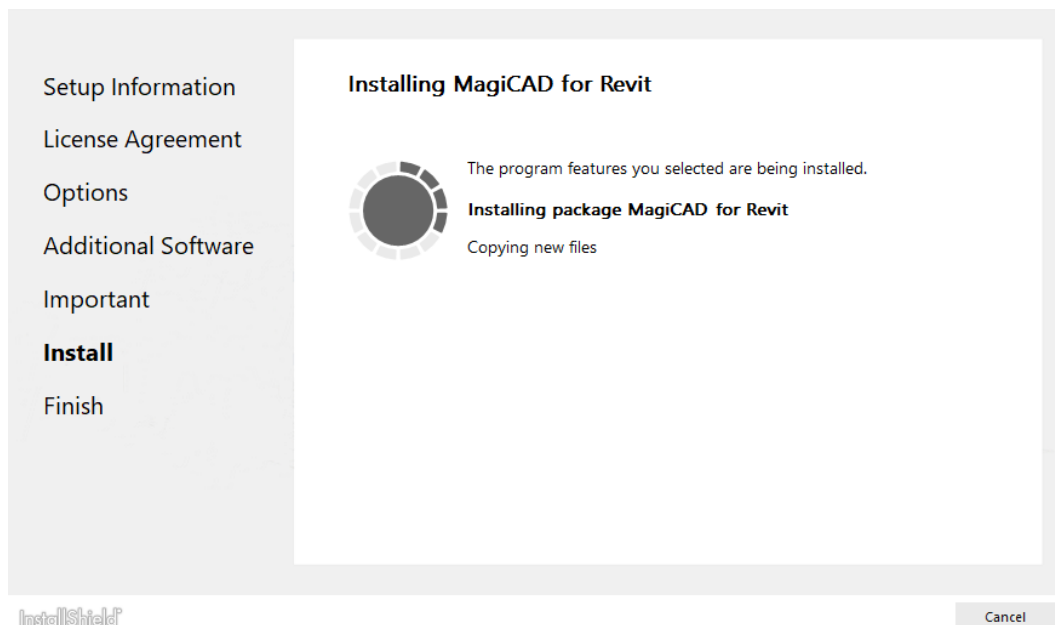 Setup Information
License Agreement
Options
Additional Software
Important
Install
Finish
Installing MagiCAD for Revit
The program features you selected are being installed.
Installing package MagiCAD for Revit
Copying new files
InstallShield
Cancel